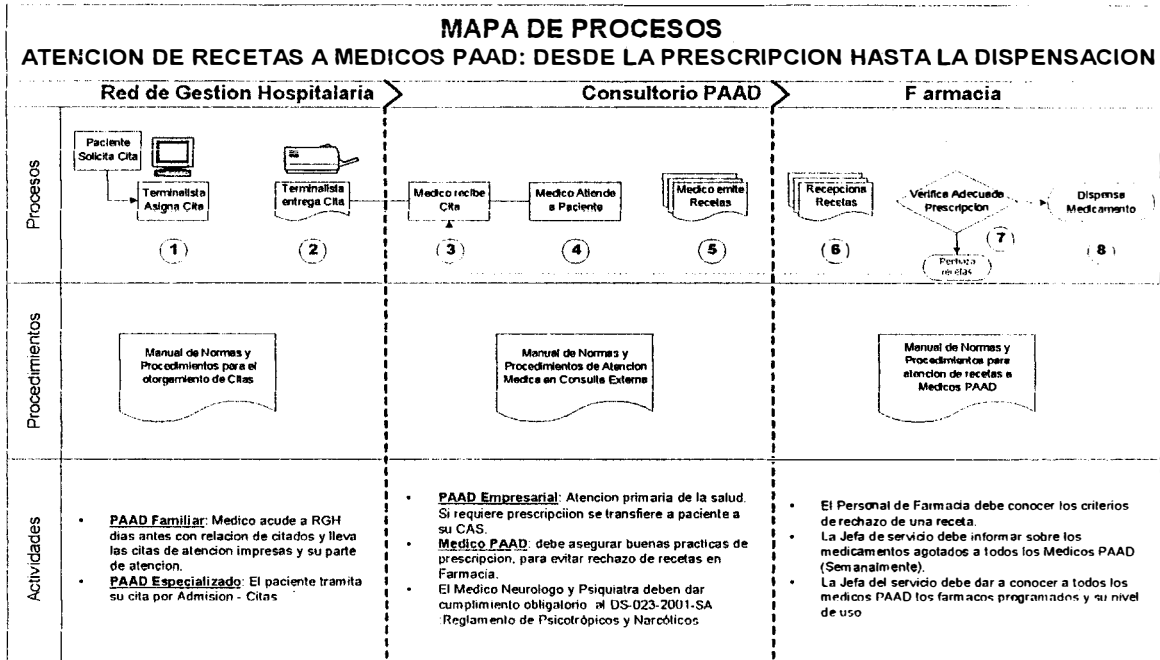 MAPA DE PROCESOS
ATENCION DE RECETAS A MEDICOS PAAD: DESDE LA PRESCRIPCION HASTA LA DISPENSACION
Red de Gestion Hospitalaria
Consultorio PAAD
Farmacia
Procesos
Paciente
Solicita Cita
Terminalista
Asigna Cita
1
Terminalista
entrega Cita
2
Medico recibe
Cita
3
Medico Atiende
a Paciente
4
Medico emite
Recetas
5
Recepciona
Recetas
6
Verifica Adecuada
Prescripcion
7
recetas
Dispensa
Medicamento
8
Procedimientos
Manual de Normas y
Procedimientos para el
otorgamiento de Citas
Manual de Normas y
Procedimientos de Atencion
Medica en Consulta Externa
Manual de Normas y
Procedimientos para
atencion de recetas a
Medicos PAAD
Actividades
• PAAD Familiar: Medico acude a RGH
dias antes con relacion de citados y lleva
las citas de atencion impresas y su parte
de atencion.
• PAAD Especializado: El paciente tramita
su cita por Admision - Citas
• PAAD Empresarial: Atencion primaria de la salud.
Si requiere prescripciion se transfiere a paciente a
su CAS.
• Medico PAAD: debe asegurar buenas practicas de
prescripcion, para evitar rechazo de recetas en
Farmacia.
• El Medico Neurologo y Psiquiatra deben dar
cumplimiento obligatorio al DS-023-2001-SA
:Reglamento de Psicotrópicos y Narcóticos
• El Personal de Farmacia debe conocer los criterios
de rechazo de una receta.
• La Jefa de servicio debe informar sobre los
medicamentos agotados a todos los Medicos PAAD
(Semanalmente).
• La Jefa del servicio debe dar a conocer a todos los
medicos PAAD los farmacos programados y su nivel
de uso